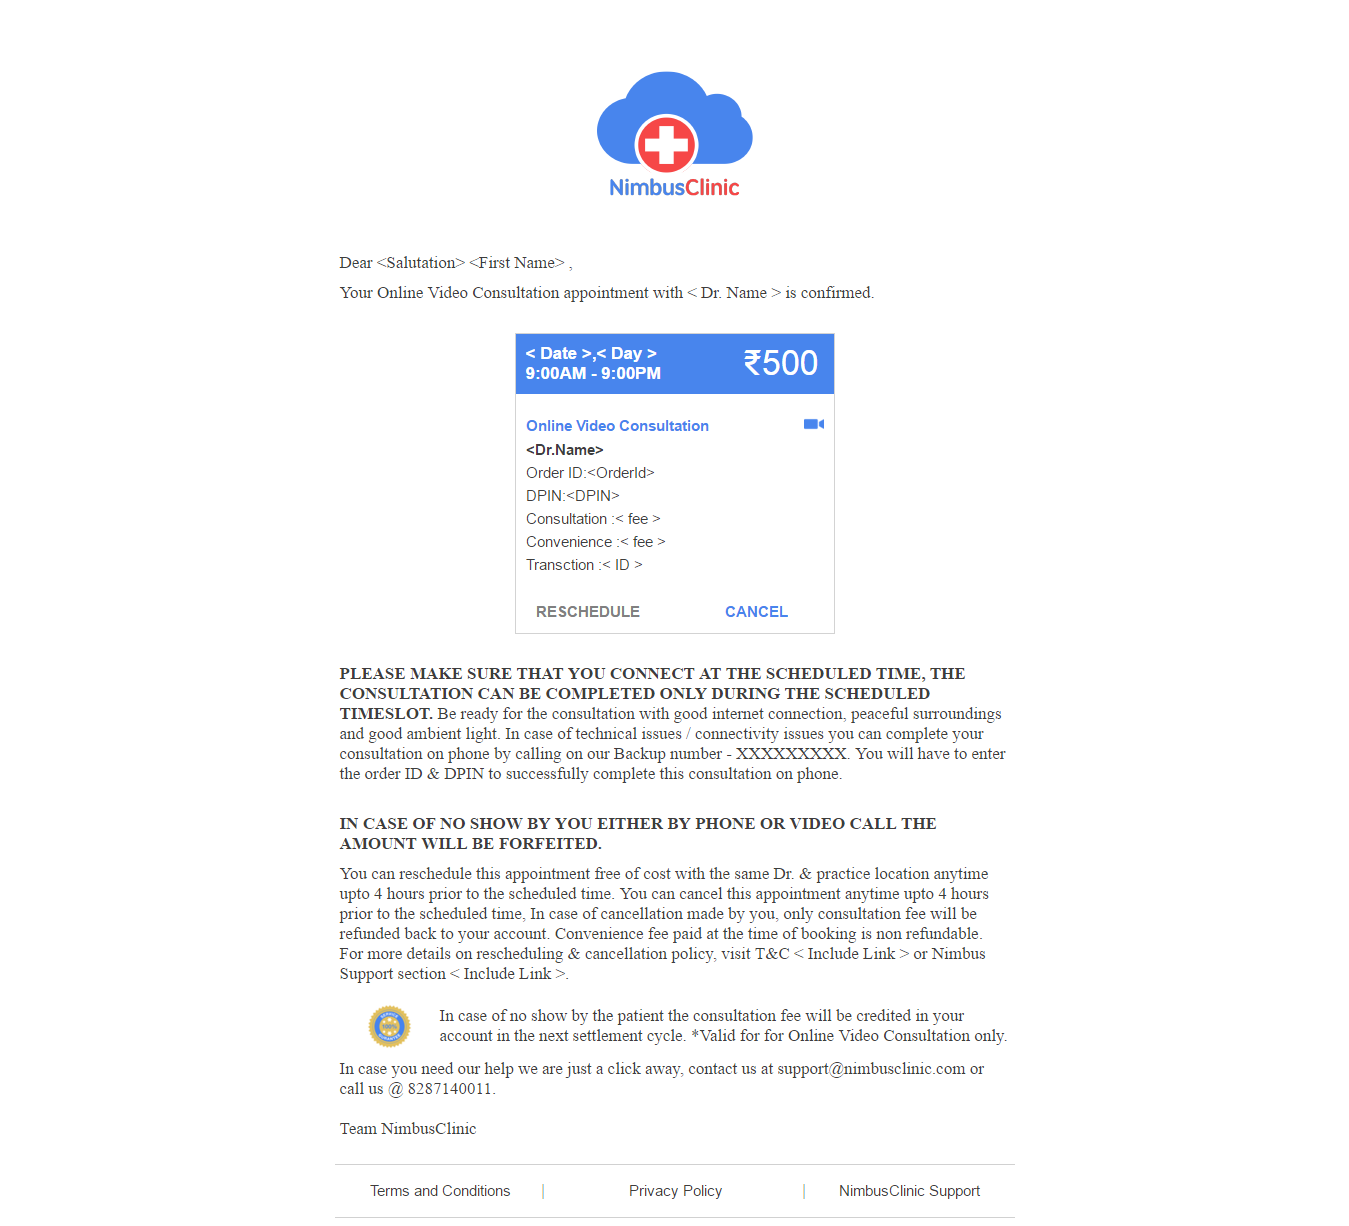 NimbusClinic
Dear <Salutation> <First Name> ,
Your Online Video Consultation appointment with < Dr. Name > is confirmed.
< Date >,< Day >
9:00AM - 9:00PM
₹500
Online Video Consultation
<Dr.Name>
Order ID:<OrderId>
DPIN:<DPIN>
Consultation :< fee >
Convenience :< fee >
Transction :< ID >
RESCHEDULE
CANCEL
PLEASE MAKE SURE THAT YOU CONNECT AT THE SCHEDULED TIME, THE
CONSULTATION CAN BE COMPLETED ONLY DURING THE SCHEDULED
TIMESLOT. Be ready for the consultation with good internet connection, peaceful surroundings
and good ambient light. In case of technical issues / connectivity issues you can complete your
consultation on phone by calling on our Backup number - XXXXXXXXX. You will have to enter
the order ID & DPIN to successfully complete this consultation on phone.
IN CASE OF NO SHOW BY YOU EITHER BY PHONE OR VIDEO CALL THE
AMOUNT WILL BE FORFEITED.
You can reschedule this appointment free of cost with the same Dr. & practice location anytime
upto 4 hours prior to the scheduled time. You can cancel this appointment anytime upto 4 hours
prior to the scheduled time, In case of cancellation made by you, only consultation fee will be
refunded back to your account. Convenience fee paid at the time of booking is non refundable.
For more details on rescheduling & cancellation policy, visit T&C < Include Link > or Nimbus
Support section < Include Link >.
100%
In case of no show by the patient the consultation fee will be credited in your
account in the next settlement cycle. *Valid for for Online Video Consultation only.
In case you need our help we are just a click away, contact us at support@nimbusclinic.com or
call us @ 8287140011.
Team NimbusClinic
Terms and Conditions
|
Privacy Policy
|
NimbusClinic Support